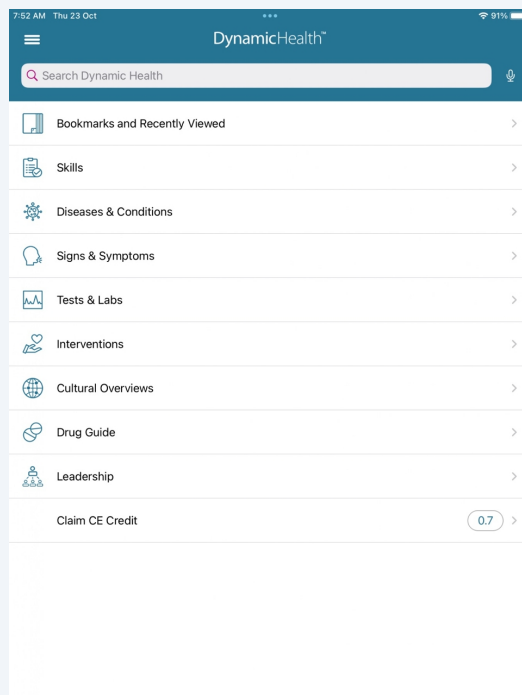 7:52 AM Thu 23 Oct
91%
DynamicHealth™
Search Dynamic Health
Bookmarks and Recently Viewed
Skills
Diseases & Conditions
Signs & Symptoms
Tests & Labs
Interventions
Cultural Overviews
Drug Guide
Leadership
Claim CE Credit 0.7